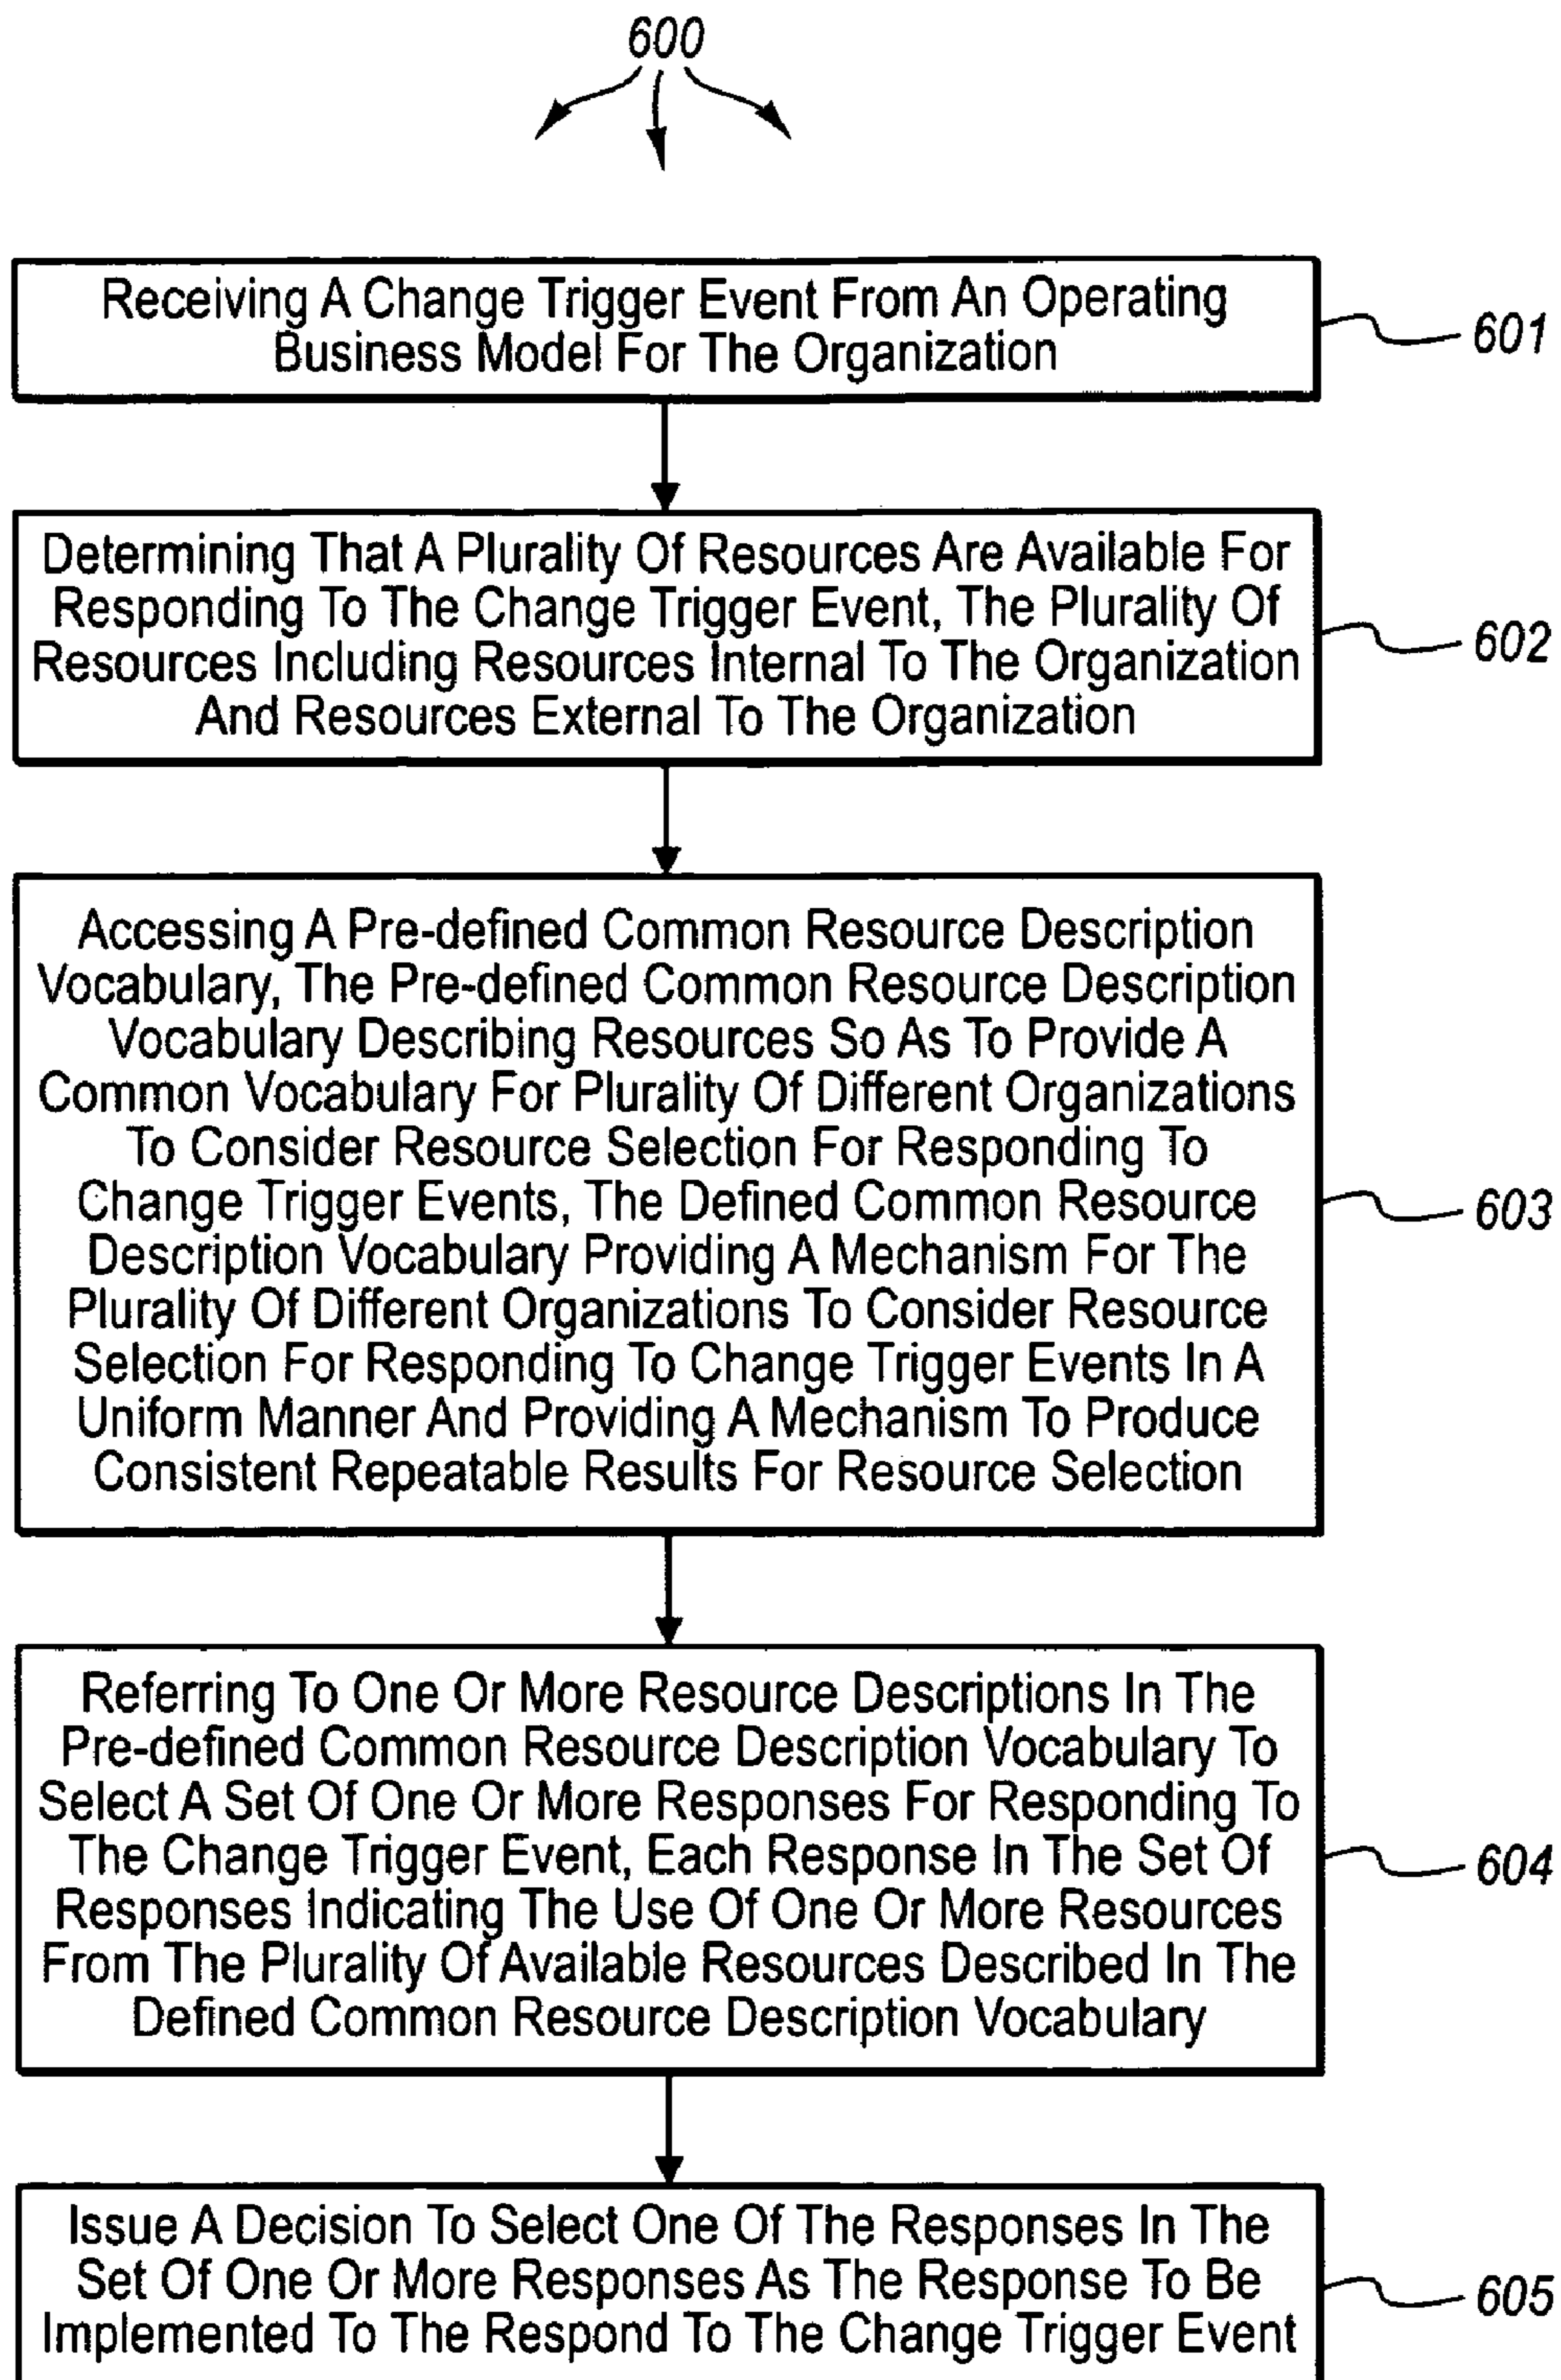 600
Receiving A Change Trigger Event From An Operating
Business Model For The Organization
601
Determining That A Plurality Of Resources Are Available For
Responding To The Change Trigger Event, The Plurality Of
Resources Including Resources Internal To The Organization
And Resources External To The Organization
602
Accessing A Pre-defined Common Resource Description
Vocabulary, The Pre-defined Common Resource Description
Vocabulary Describing Resources So As To Provide A
Common Vocabulary For Plurality Of Different Organizations
To Consider Resource Selection For Responding To
Change Trigger Events, The Defined Common Resource
Description Vocabulary Providing A Mechanism For The
Plurality Of Different Organizations To Consider Resource
Selection For Responding To Change Trigger Events In A
Uniform Manner And Providing A Mechanism To Produce
Consistent Repeatable Results For Resource Selection
603
Referring To One Or More Resource Descriptions In The
Pre-defined Common Resource Description Vocabulary To
Select A Set Of One Or More Responses For Responding To
The Change Trigger Event, Each Response In The Set Of
Responses Indicating The Use Of One Or More Resources
From The Plurality Of Available Resources Described In The
Defined Common Resource Description Vocabulary
604
Issue A Decision To Select One Of The Responses In The
Set Of One Or More Responses As The Response To Be
Implemented To The Respond To The Change Trigger Event
605